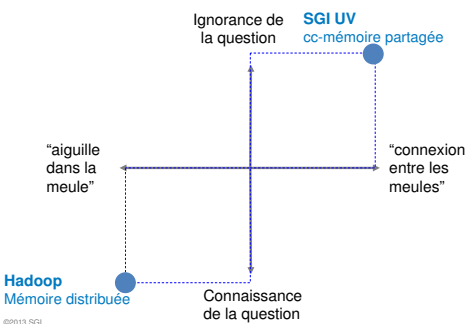 Ignorance de
la question
SGI UV
cc-mémoire partagée
“aiguille
dans la
meule”
“connexion
entre les
meules”
Hadoop
Mémoire distribuée
Connaissance
de la question
©2013 SGI